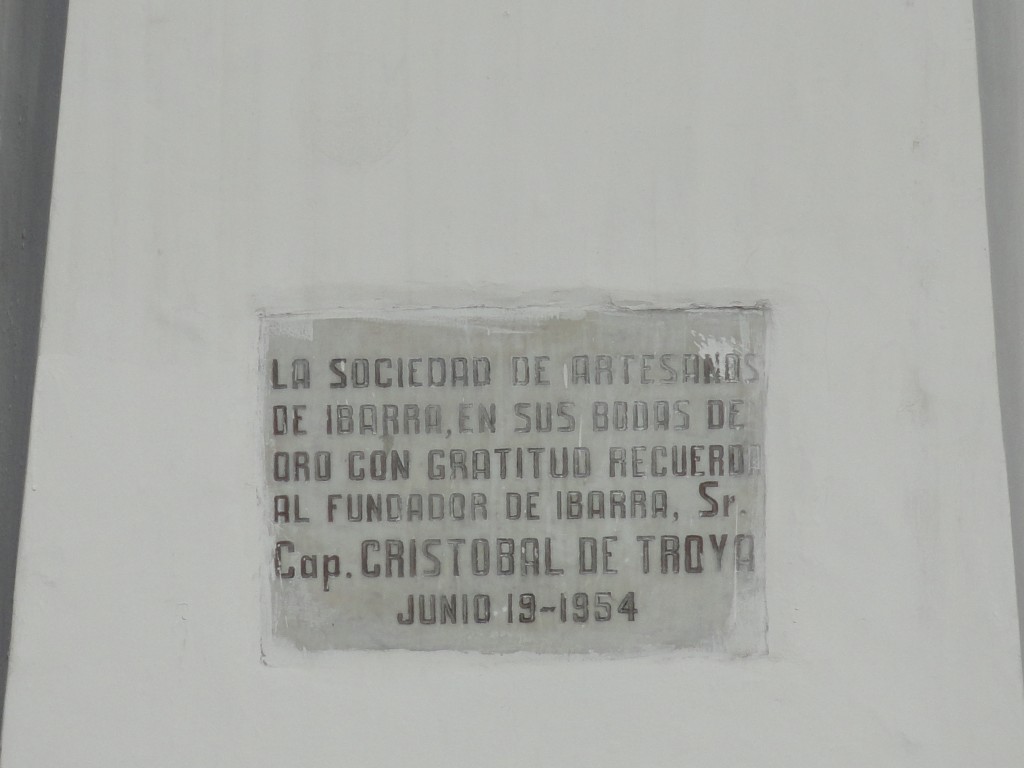 LA SOCIEDAD DE ARTESANOS
DE IBARRA, EN SUS BODAS DE
ORO CON GRATITUD RECUERDA
AL FUNDADOR DE IBARRA, Sr.
Cap. CRISTOBAL DE TROYA
JUNIO 19-1954